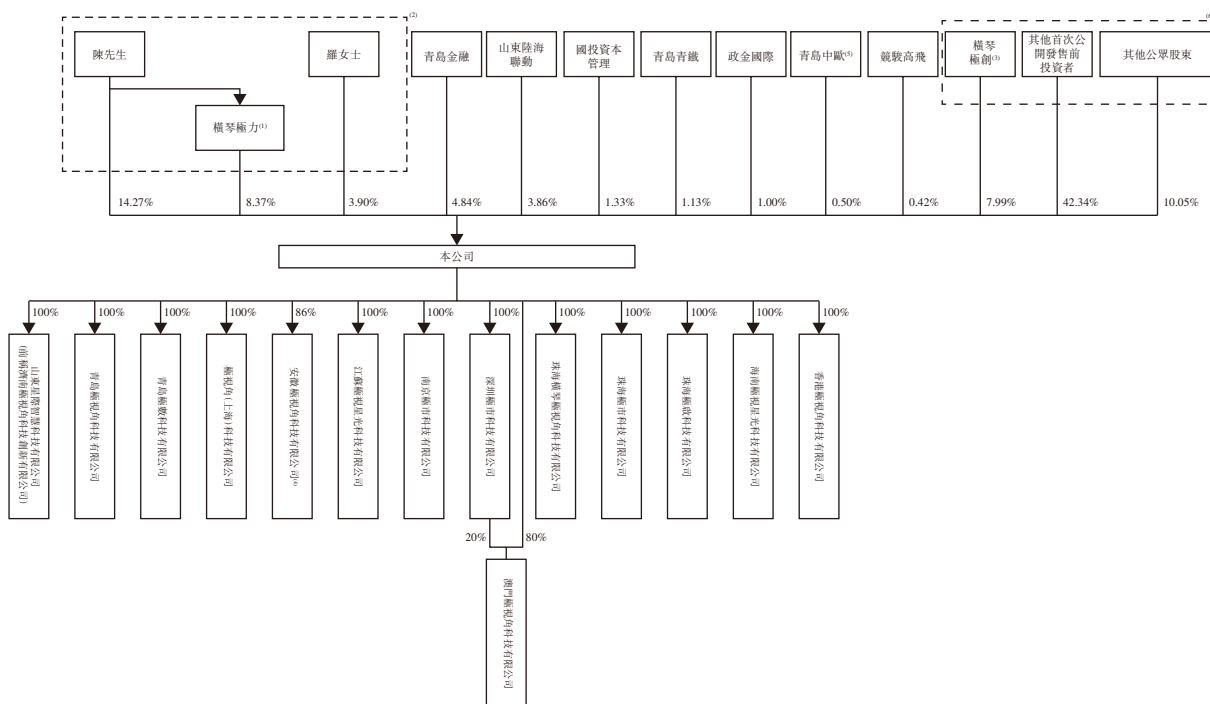 (2)
(6)
陳先生
羅女士
青島金融
山東陸海
聯動
國投資本
管理
青島青鐵
政金國際
青島中歐(5)
競駿高飛
橫琴
極創(3)
其他首次公
開發售前
投資者
其他公眾股東
橫琴極力(1)
14.27%
8.37%
3.90%
4.84%
3.86%
1.33%
1.13%
1.00%
0.50%
0.42%
7.99%
42.34%
10.05%
本公司
100%
100%
100%
100%
86%
100%
100%
100%
100%
100%
100%
100%
100%
山東星際智慧科技有限公司
(前稱濟南極視角科技創新有限公司)
青島極視角科技有限公司
青島極數科技有限公司
極視角(上海)科技有限公司
安徽極視角科技有限公司(4)
江蘇極視星光科技有限公司
南京極市科技有限公司
深圳極市科技有限公司
珠海橫琴極視角科技有限公司
珠海極市科技有限公司
珠海極啟科技有限公司
海南極視星光科技有限公司
香港極視角科技有限公司
20%
80%
澳門極視角科技有限公司